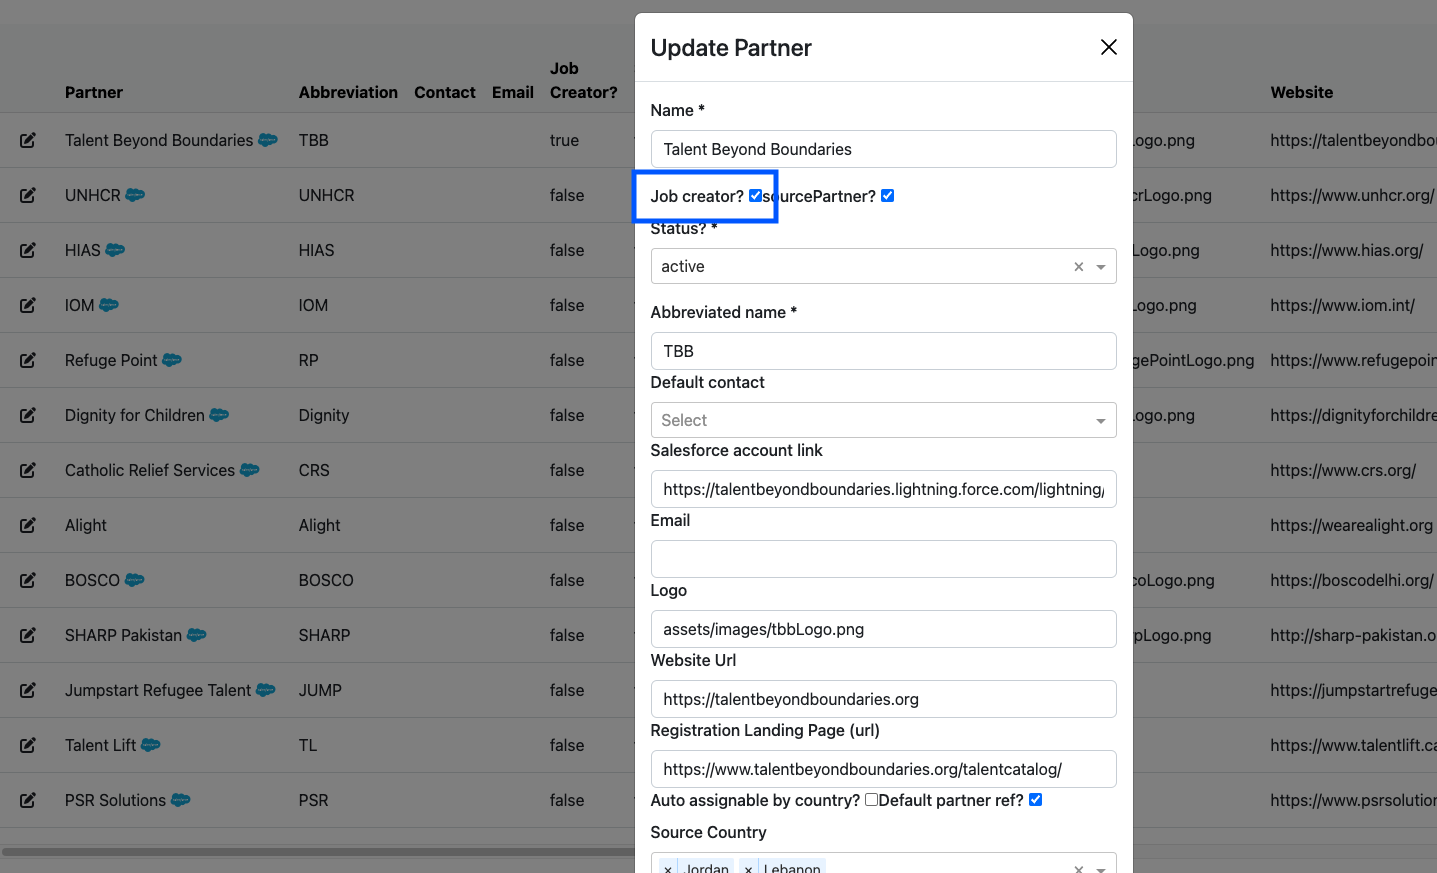 Update Partner
Name *
Talent Beyond Boundaries
Job creator? sourcePartner?
Status? *
active
Abbreviated name *
TBB
Default contact
Select
Salesforce account link
https://talentbeyondboundaries.lightning.force.com/lightning/
Email
Logo
assets/images/tbbLogo.png
Website Url
https://talentbeyondboundaries.org
Registration Landing Page (url)
https://www.talentbeyondboundaries.org/talentcatalog/
Auto assignable by country? Default partner ref?
Source Country
× Jordan × Lebanon
Partner Abbreviation Contact Email Job Creator? Website
Talent Beyond Boundaries TBB true ogo.png https://talentbeyondbo
UNHCR UNHCR false crLogo.png https://www.unhcr.org/
HIAS HIAS false Logo.png https://www.hias.org/
IOM IOM false Logo.png https://www.iom.int/
Refuge Point RP false gePointLogo.png https://www.refugepoin
Dignity for Children Dignity false Logo.png https://dignityforchildre
Catholic Relief Services CRS false https://www.crs.org/
Alight Alight false https://wearealight.org
BOSCO BOSCO false coLogo.png https://boscodelhi.org/
SHARP Pakistan SHARP false rpLogo.png http://sharp-pakistan.o
Jumpstart Refugee Talent JUMP false https://jumpstartrefuge
Talent Lift TL false https://www.talentlift.ca
PSR Solutions PSR false https://www.psrsolution